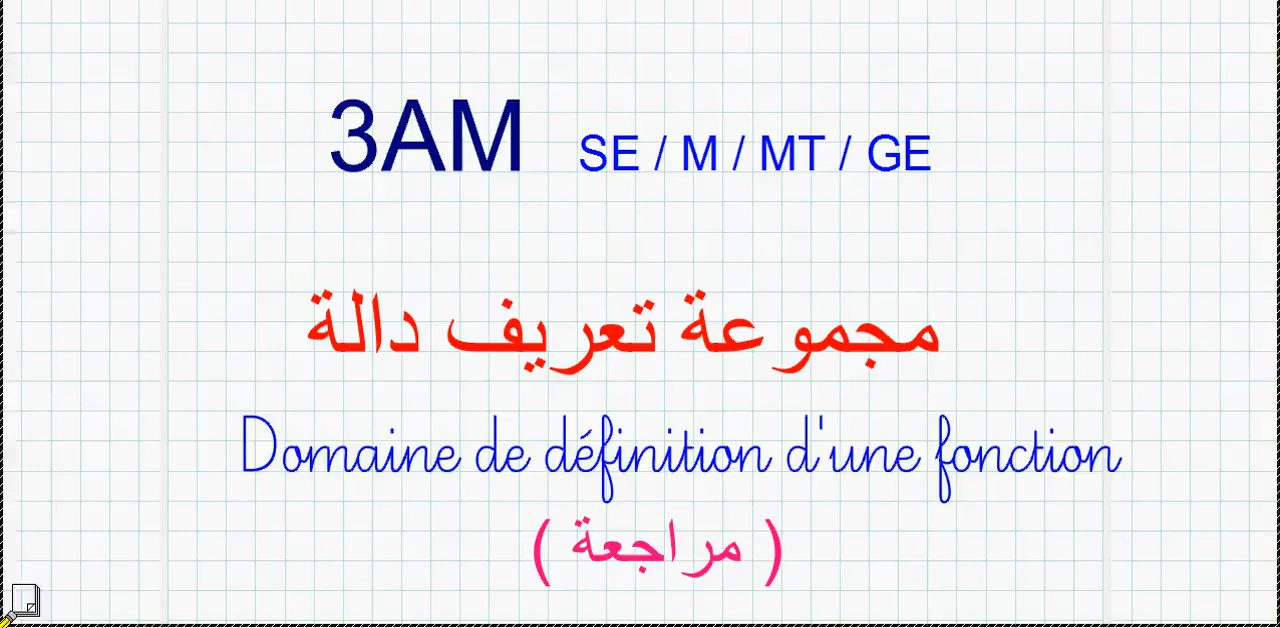 3AM SE / M / MT / GE
مجموعة تعريف دالة
Domaine de définition d'une fonction
( مراجعة )